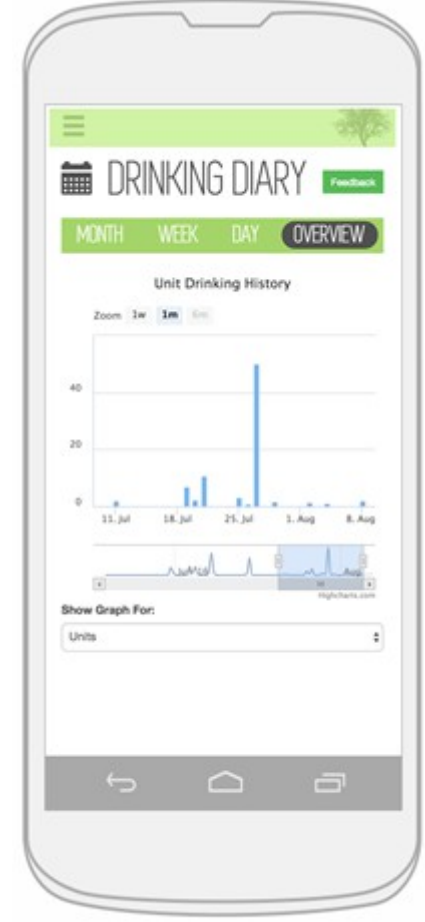 DRINKING DIARY
Feedback
MONTH WEEK DAY OVERVIEW
Unit Drinking History
Zoom 1w 1m 6m
40
20
0
11. Jul 18. Jul 25. Jul 1. Aug 8. Aug
Aug
Highcharts.com
Show Graph For:
Units